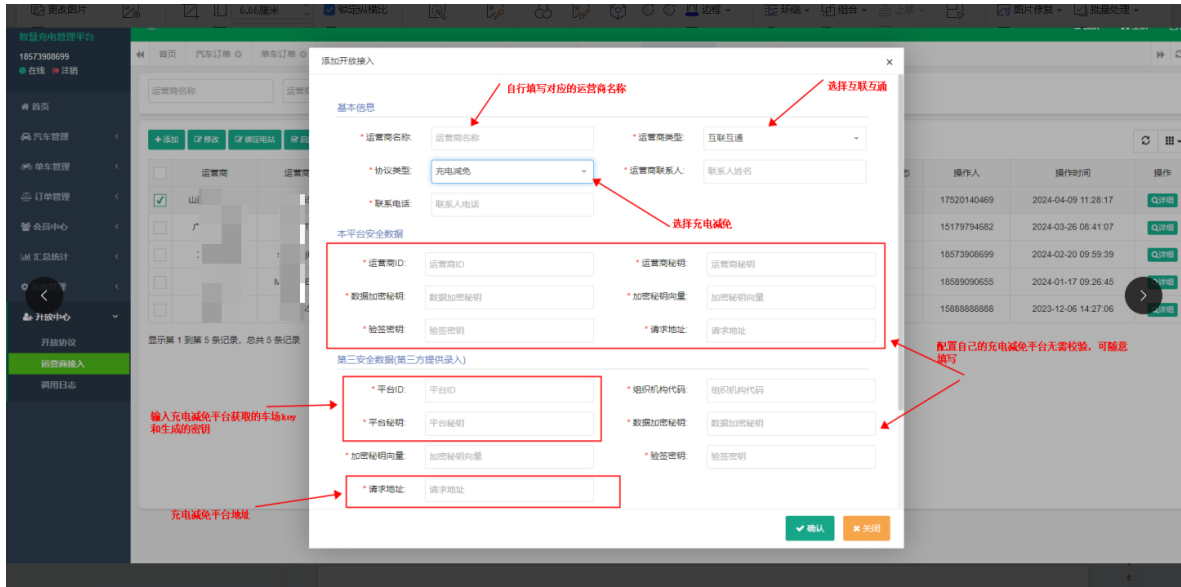 更改图片
6.66厘米
锁定纵横比
边框
环绕
组合
上移
图片修复
批量处理
智慧充电管理平台
18573908699
在线 注销
首页 汽车订单 单车订单
首页
汽车管理
单车管理
订单管理
会员中心
汇总统计
管理
开放中心
开放协议
运营商接入
调用日志
运营商名称
添加 修改 绑定电站
运营商
操作人 操作时间 操作
17520140469 2024-04-09 11:28:17 详细
15179794682 2024-03-26 08:41:07 详细
18573908699 2024-02-20 09:59:39 详细
18589090655 2024-01-17 09:26:45 详细
15888888888 2023-12-06 14:27:06 详细
显示第 1 到第 5 条记录，总共 5 条记录
添加开放接入 ×
自行填写对应的运营商名称
选择互联互通
基本信息
* 运营商名称: 运营商名称 * 运营商类型: 互联互通
* 协议类型: 充电减免 * 运营商联系人: 联系人姓名
* 联系电话: 联系人电话
选择充电减免
本平台安全数据
* 运营商ID: 运营商ID * 运营商秘钥: 运营商秘钥
* 数据加密秘钥: 数据加密秘钥 * 加密秘钥向量: 加密秘钥向量
* 验签密钥: 验签密钥 * 请求地址: 请求地址
配置自己的充电减免平台无需校验，可随意
填写
第三安全数据(第三方提供录入)
* 平台ID: 平台ID * 组织机构代码: 组织机构代码
* 平台秘钥: 平台秘钥 * 数据加密秘钥: 数据加密秘钥
* 加密秘钥向量: 加密秘钥向量 * 验签密钥: 验签密钥
* 请求地址: 请求地址
输入充电减免平台获取的车场key
和生成的密钥
充电减免平台地址
确认 关闭